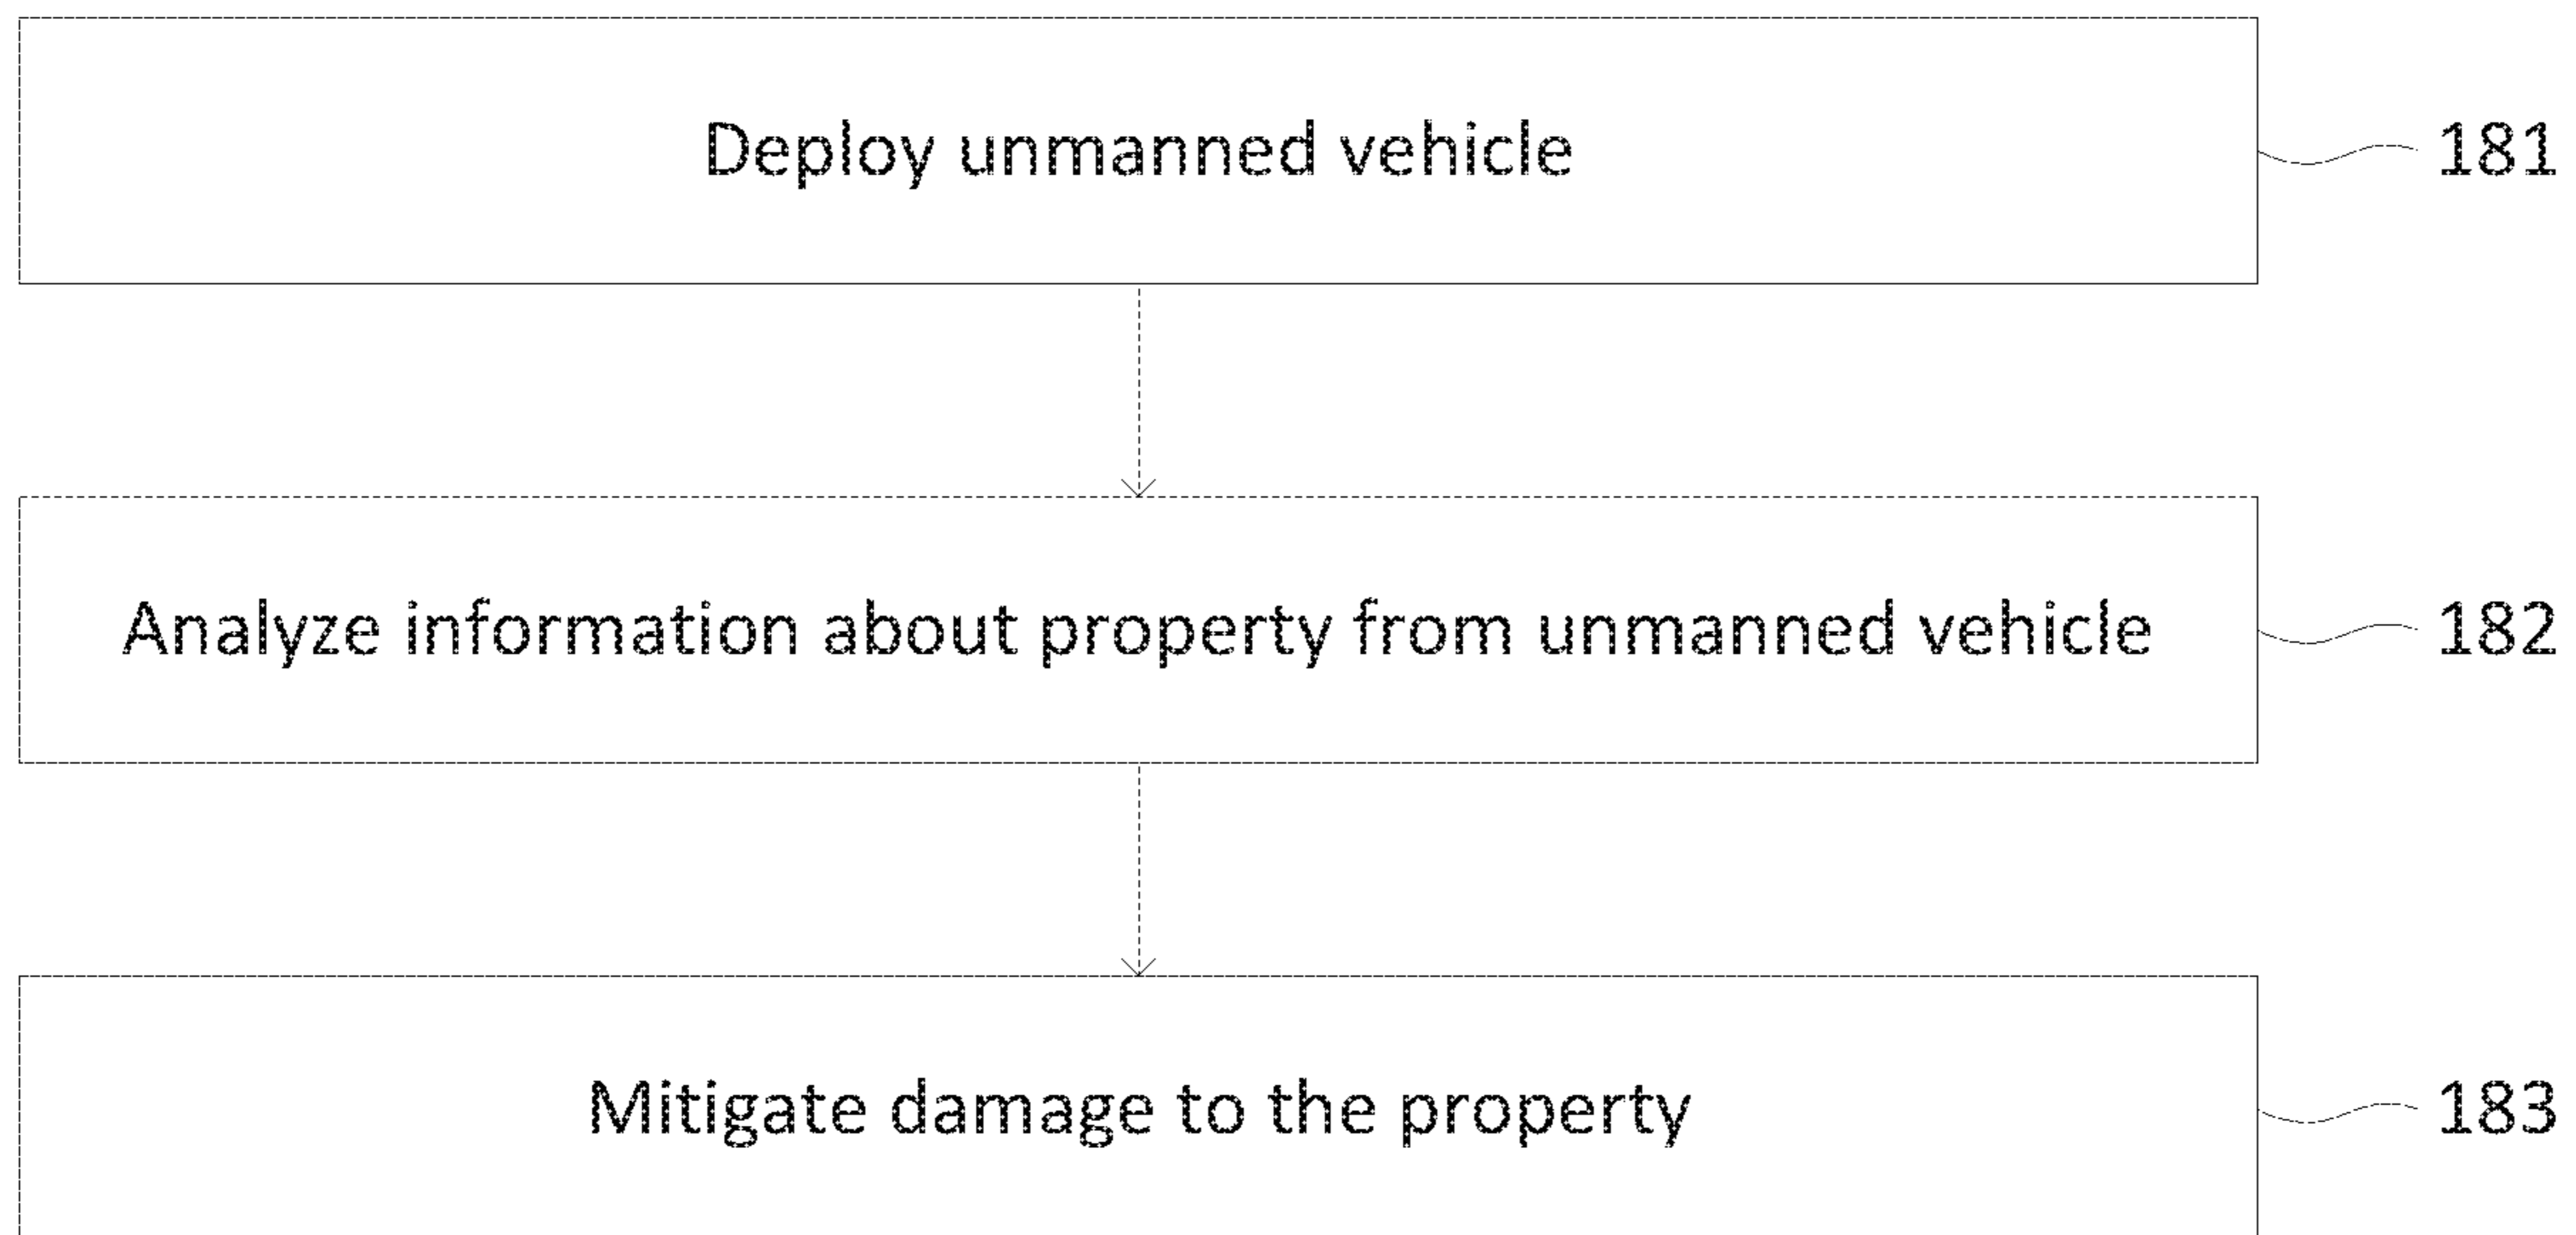 Deploy unmanned vehicle 181
Analyze information about property from unmanned vehicle 182
Mitigate damage to the property 183